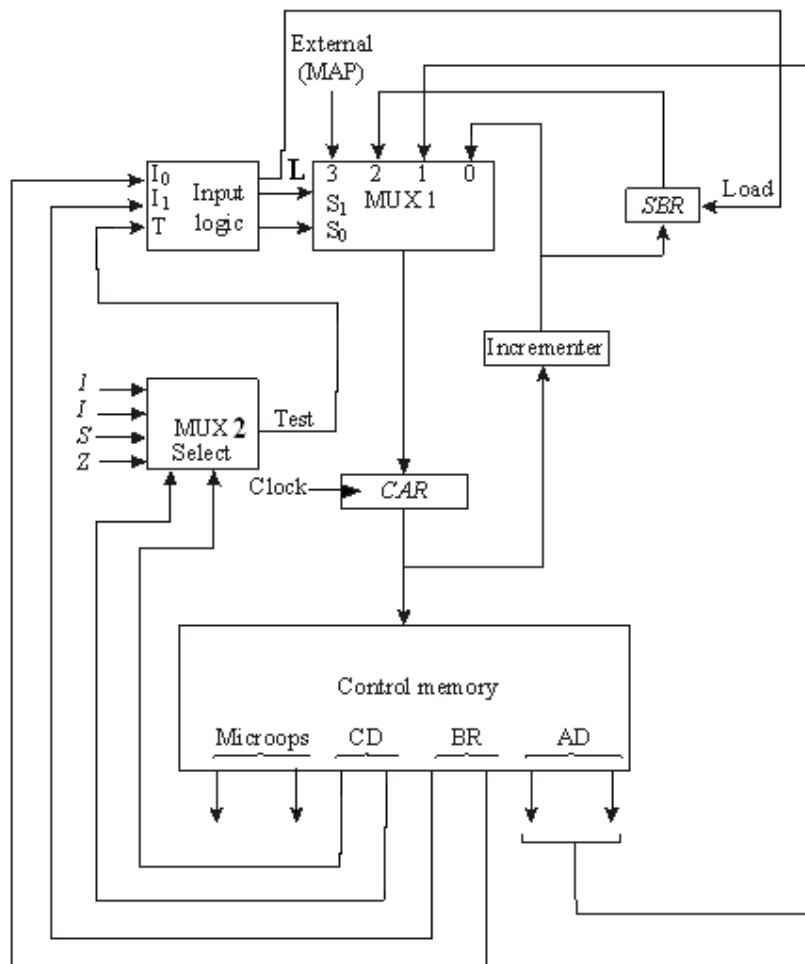 External
(MAP)
L
3 2 1 0
I0
I1
T
Input
logic
S1
S0
MUX 1
SBR
Load
Incrementer
I
I
S
Z
MUX 2
Select
Test
Clock
CAR
Control memory
Microops CD BR AD